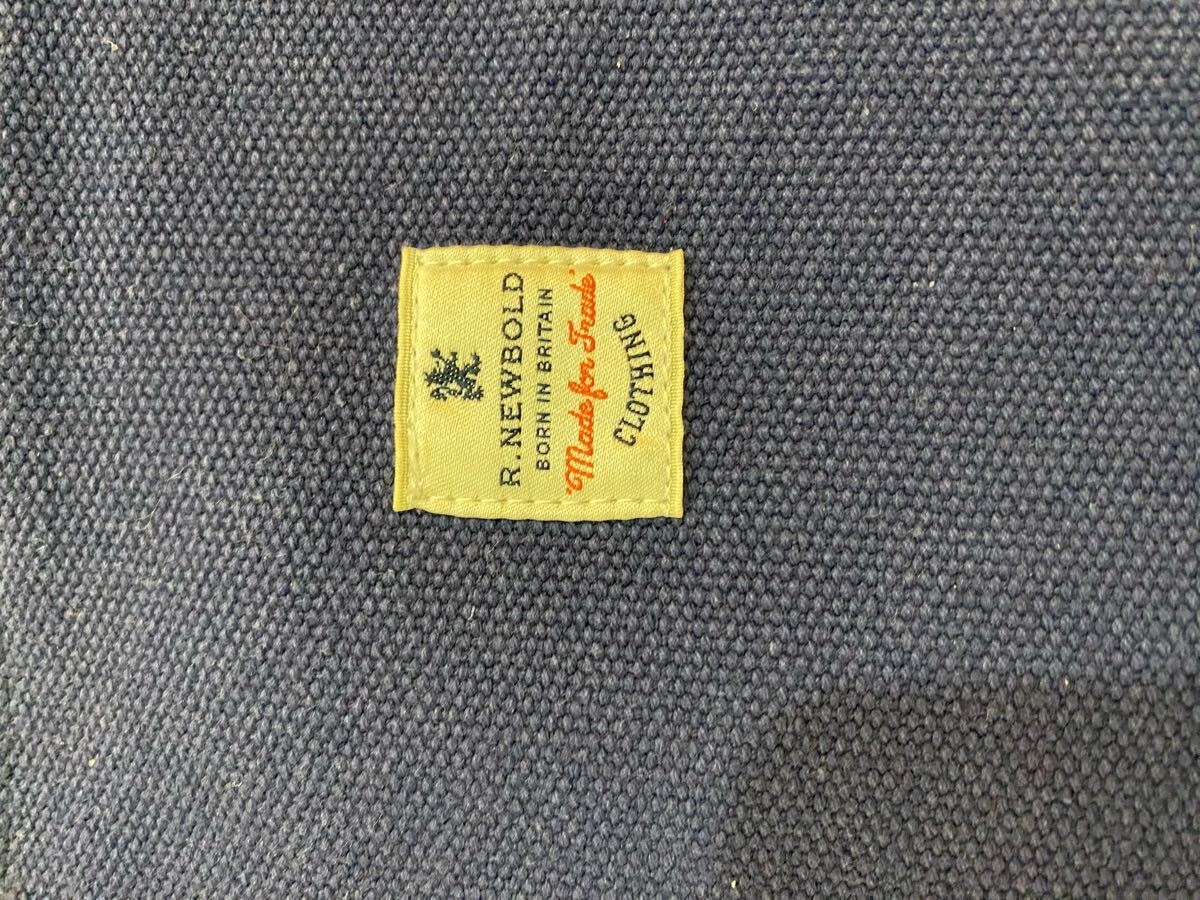 R.NEWBOLD
BORN IN BRITAIN
"Made for Trade"
CLOTHING